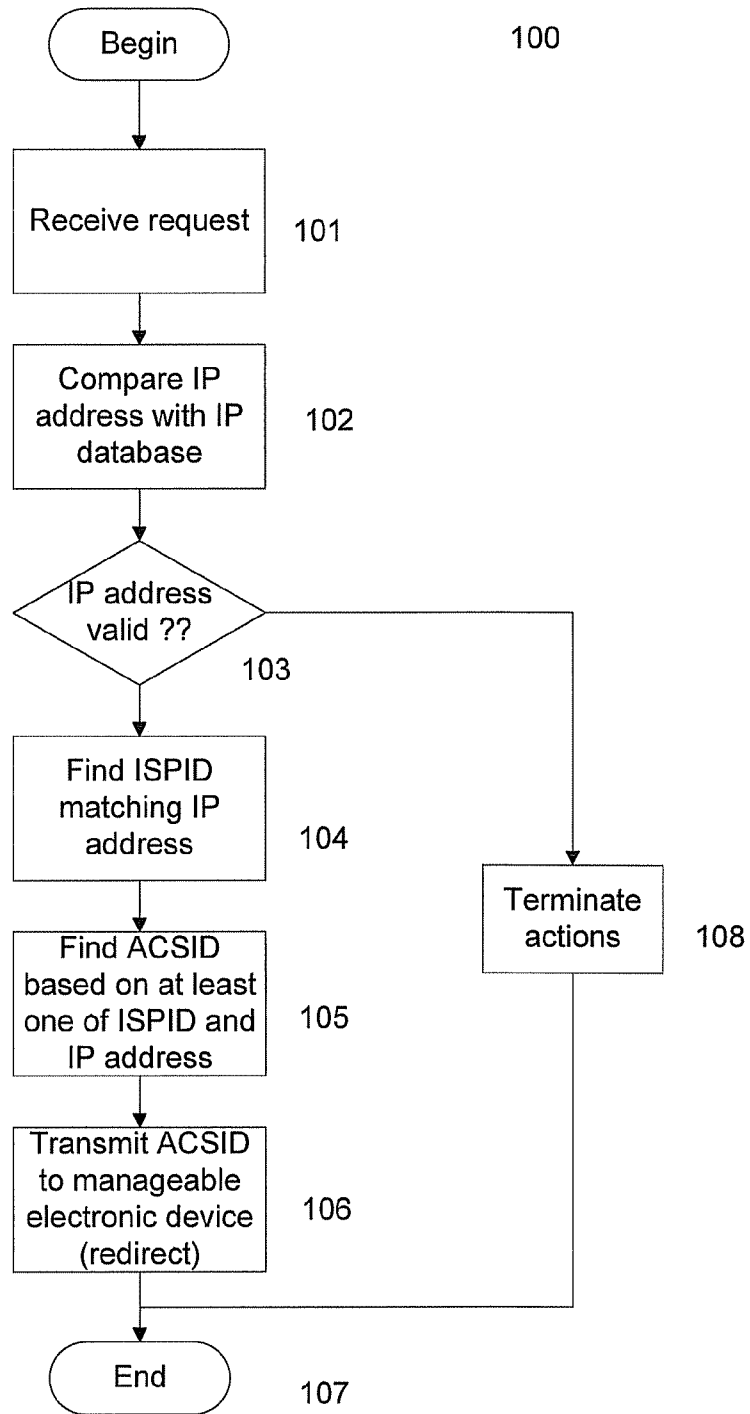 Begin
100
Receive request
101
Compare IP
address with IP
database
102
IP address
valid ??
103
Find ISPID
matching IP
address
104
Terminate
actions
108
Find ACSID
based on at least
one of ISPID and
IP address
105
Transmit ACSID
to manageable
electronic device
(redirect)
106
End
107